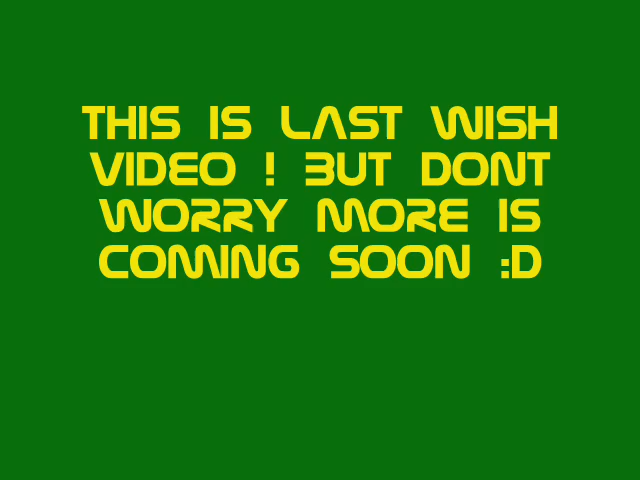 THIS IS LAST WISH
VIDEO ! BUT DONT
WORRY MORE IS
COMING SOON :D